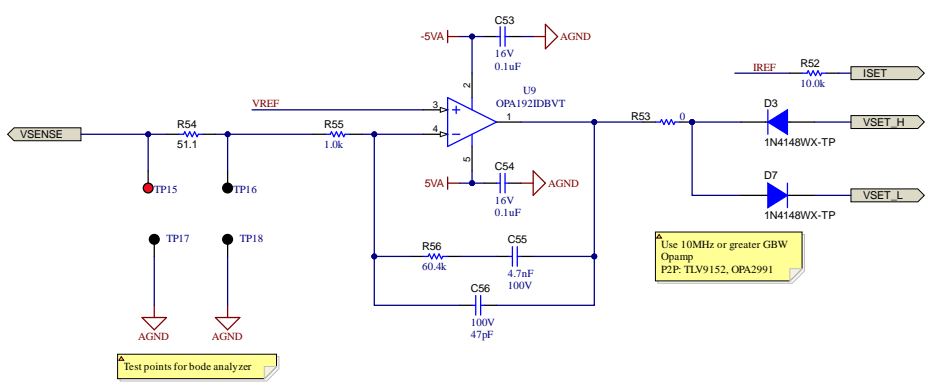 C53
-5VA
AGND
16V
0.1uF
IREF
R52
10.0k
ISET
2
U9
OPA192IDBVT
VREF
3
1
4
5
D3
VSET_H
1N4148WX-TP
R53
0
VSENSE
R54
51.1
R55
1.0k
C54
5VA
AGND
16V
0.1uF
TP15
TP16
D7
VSET_L
1N4148WX-TP
TP17
TP18
R56
60.4k
C55
4.7nF
100V
C56
100V
47pF
Use 10MHz or greater GBW
Opamp
P2P: TLV9152, OPA2991
AGND
AGND
Test points for bode analyzer